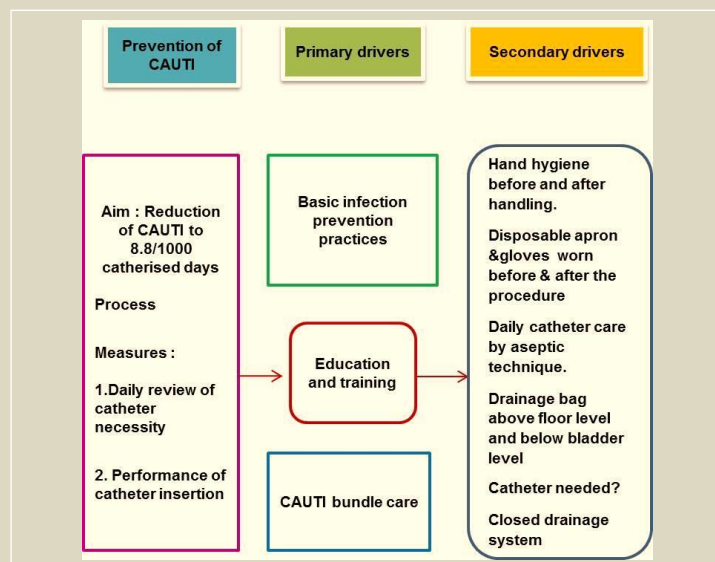 Prevention of
CAUTI
Primary drivers
Secondary drivers
Aim : Reduction
of CAUTI to
8.8/1000
catherised days
Process
Measures :
1.Daily review of
catheter
necessity
2. Performance of
catheter insertion
Basic infection
prevention
practices
Education
and training
CAUTI bundle care
Hand hygiene
before and after
handling.
Disposable apron
&gloves worn
before & after the
procedure
Daily catheter care
by aseptic
technique.
Drainage bag
above floor level
and below bladder
level
Catheter needed?
Closed drainage
system